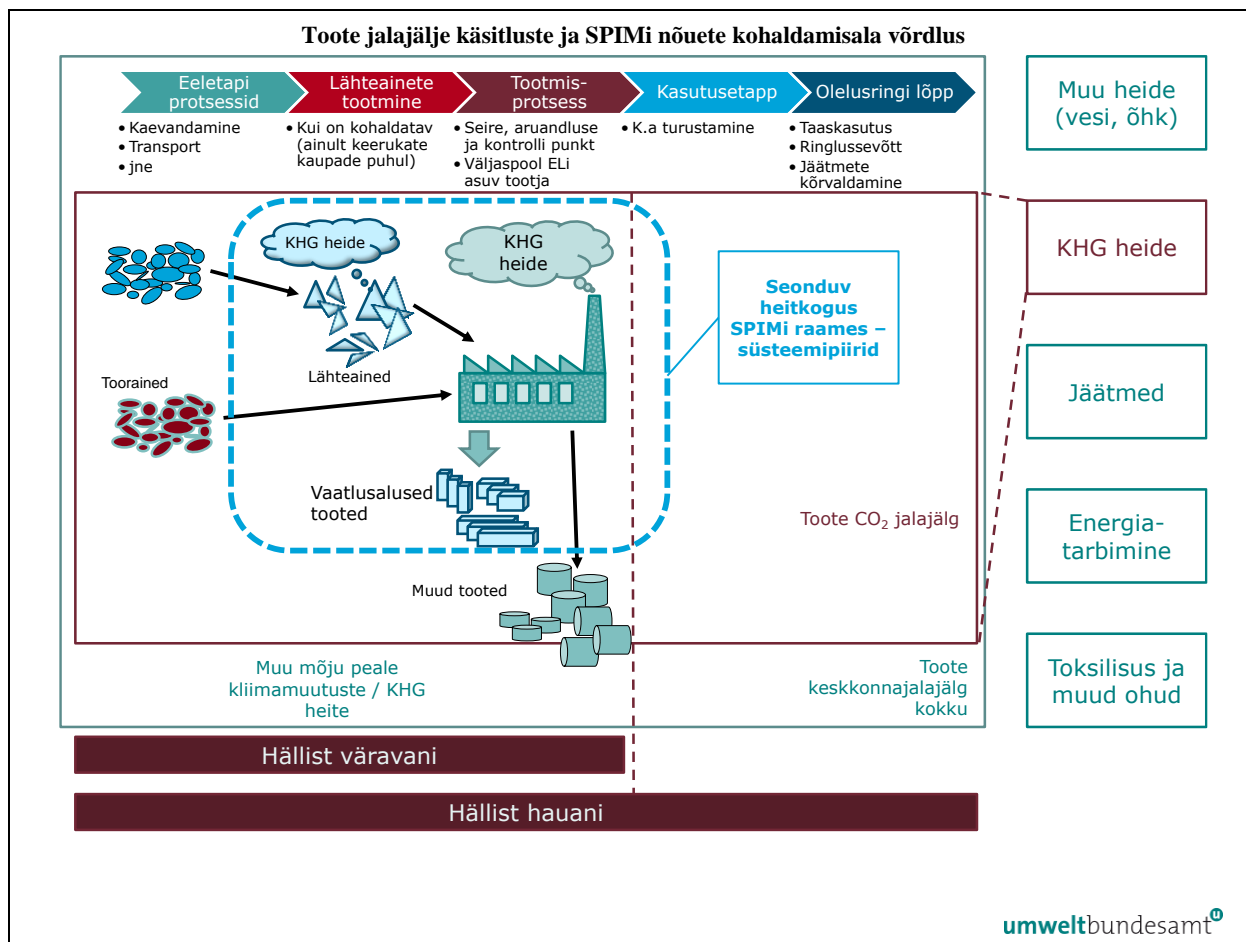 Toote jalajälje käsitluste ja SPIMi nõuete kohaldamisala võrdlus
Eeletapi
protsessid
Lähteainete
tootmine
Tootmis-
protsess
Kasutusetapp
Olelusringi lõpp
• Kaevandamine
• Transport
• jne
• Kui on kohaldatav
(ainult keerukate
kaupade puhul)
• Seire, aruandluse
ja kontrolli punkt
• Väljaspool ELi
asuv tootja
• K.a turustamine
• Taaskasutus
• Ringlussevõtt
• Jäätmete
kõrvaldamine
KHG heide
KHG
heide
Lähteained
Toorained
Vaatlusalused
tooted
Muud tooted
Seonduv
heitkogus
SPIMi raames –
süsteemipiirid
Toote CO₂ jalajälg
Muu mõju peale
kliimamuutuste / KHG
heite
Toote
keskkonnajalajälg
kokku
Hällist väravani
Hällist hauani
Muu heide
(vesi, õhk)
KHG heide
Jäätmed
Energia-
tarbimine
Toksilisus ja
muud ohud
umweltbundesamt ᵘ